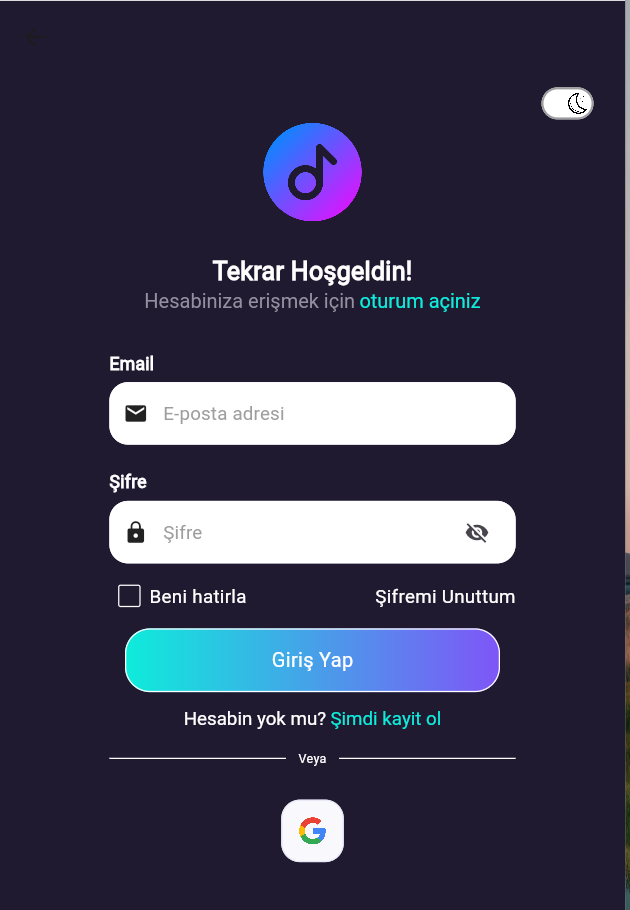 Tekrar Hoşgeldin!
Hesabiniza erişmek için oturum açiniz
Email
E-posta adresi
Şifre
Şifre
Beni hatirla
Şifremi Unuttum
Giriş Yap
Hesabin yok mu? Şimdi kayit ol
Veya